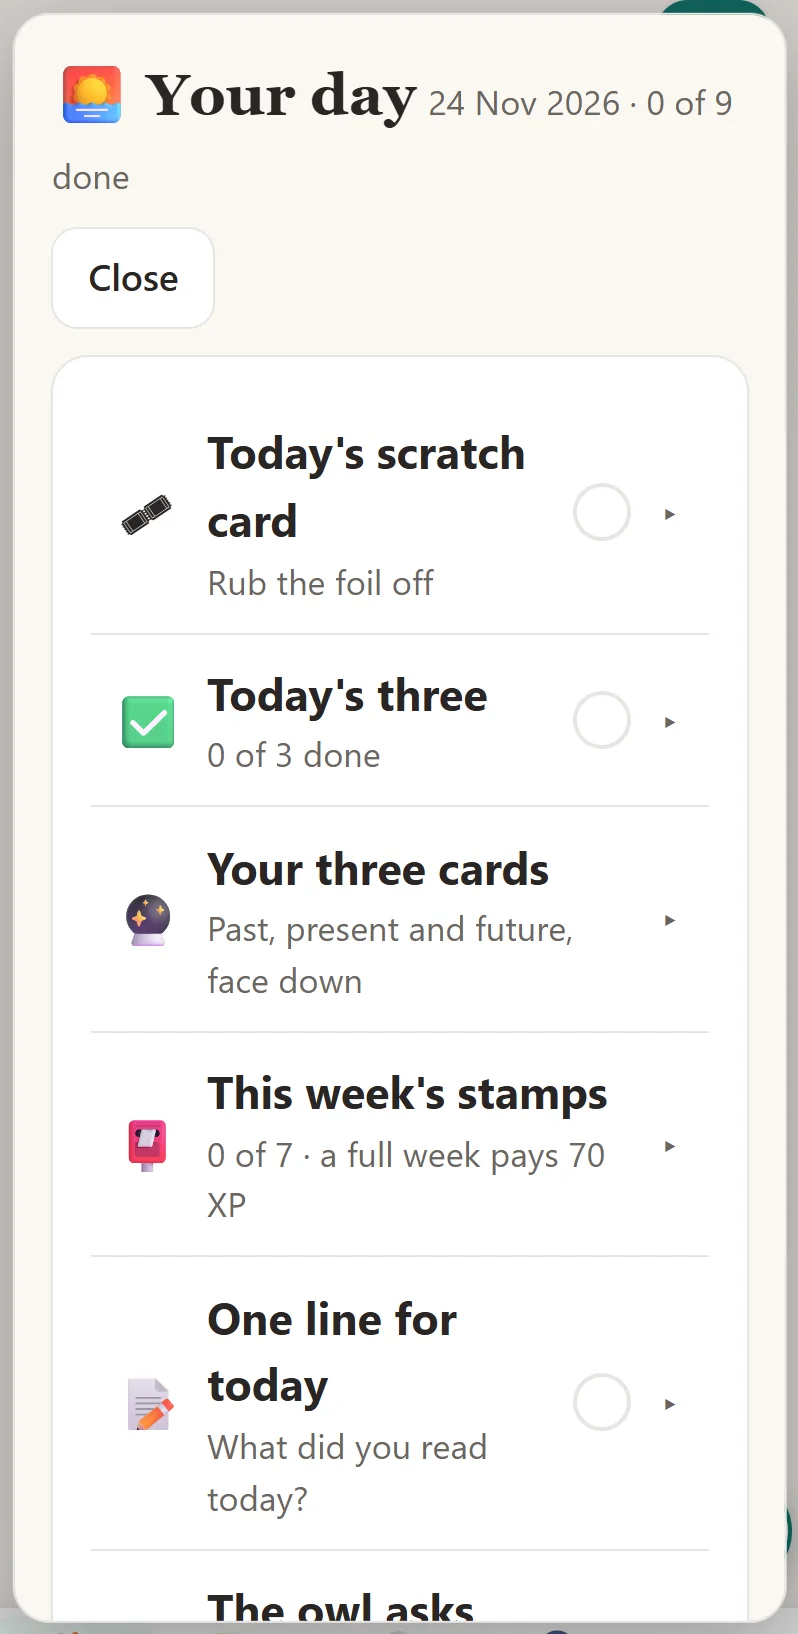 Your day 24 Nov 2026 · 0 of 9
done
Close
Today's scratch
card
Rub the foil off
Today's three
0 of 3 done
Your three cards
Past, present and future,
face down
This week's stamps
0 of 7 · a full week pays 70
XP
One line for
today
What did you read
today?
The owl asks